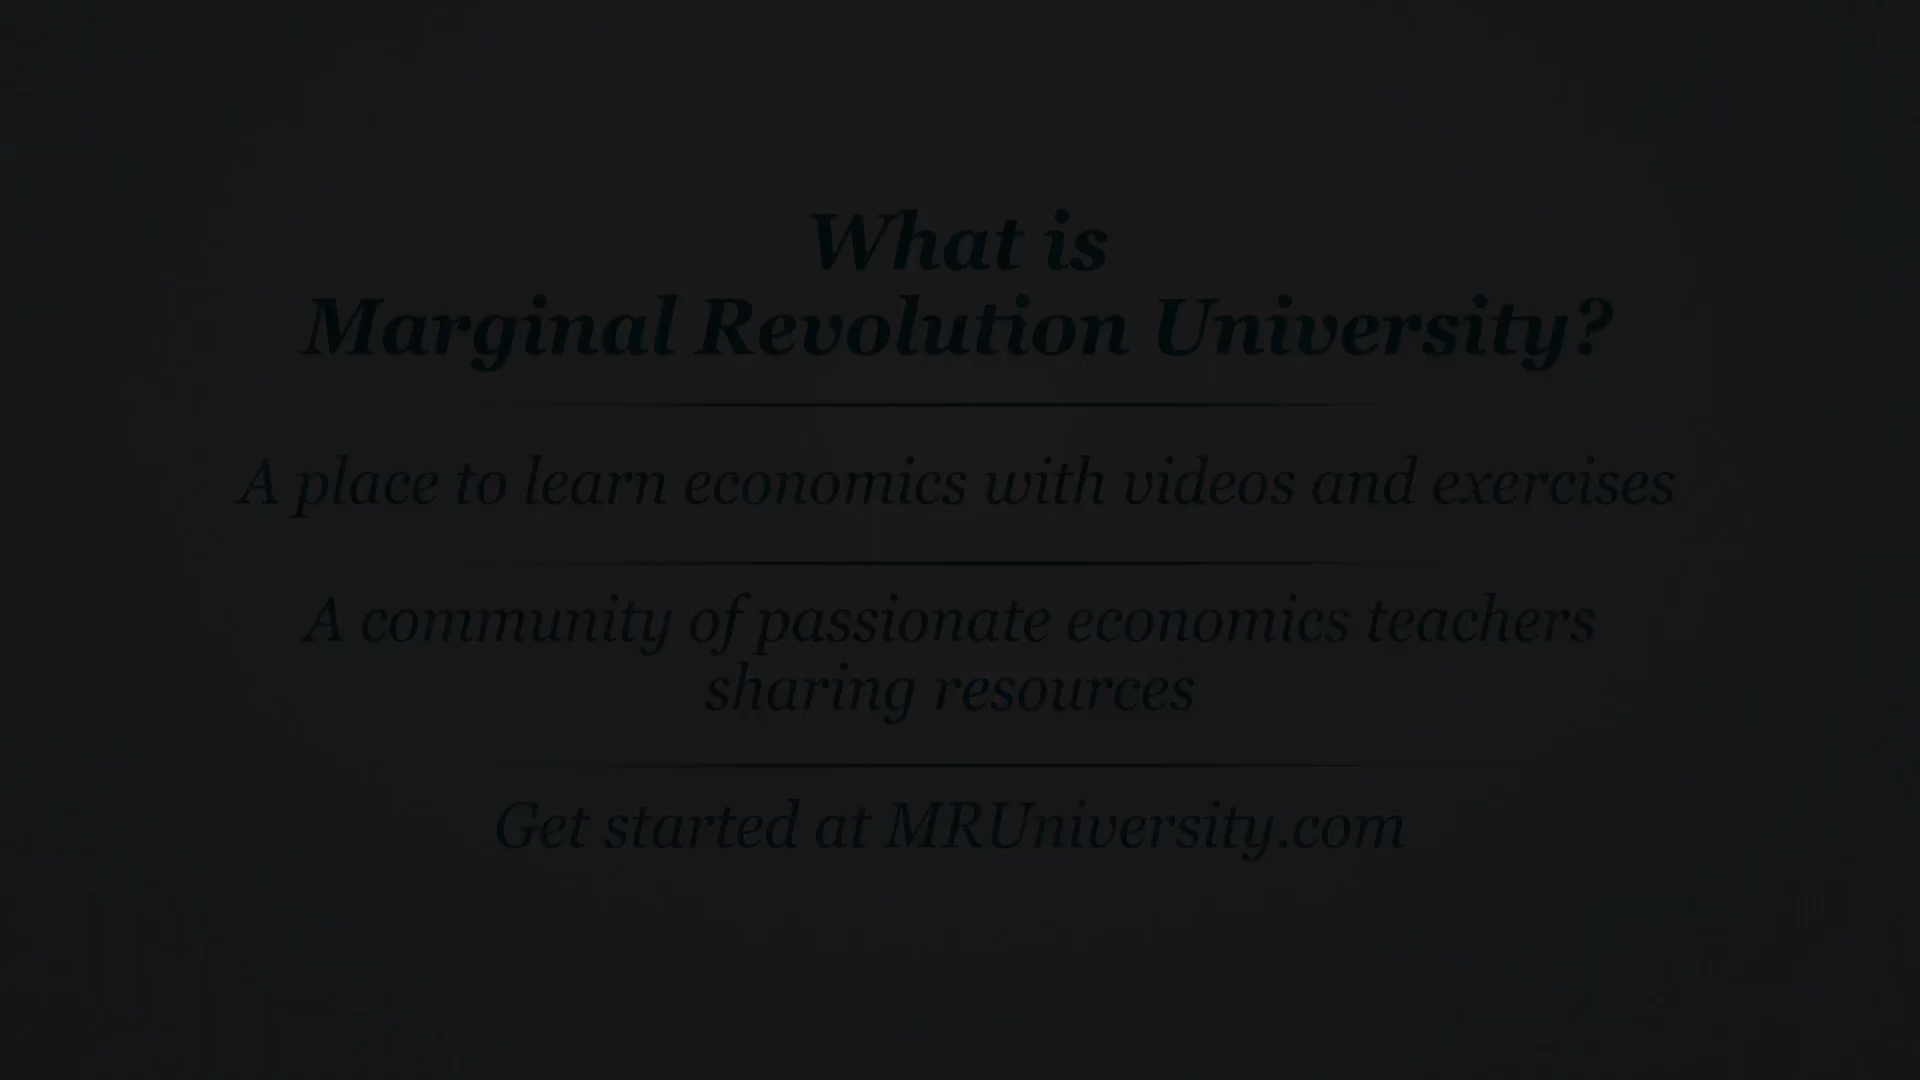 What is
Marginal Revolution University?
A place to learn economics with videos and exercises
A community of passionate economics teachers
sharing resources
Get started at MRUniversity.com